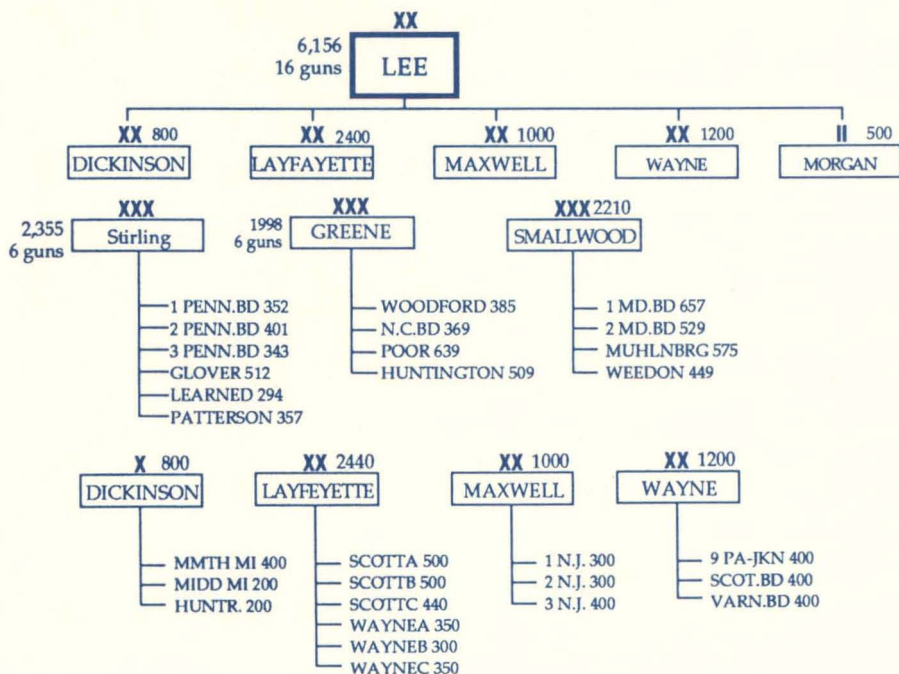 XX
6,156
16 guns
LEE
XX 800
DICKINSON
XX 2400
LAYFAYETTE
XX 1000
MAXWELL
XX 1200
WAYNE
II 500
MORGAN
XXX
2,355
6 guns
Stirling
1 PENN.BD 352
2 PENN.BD 401
3 PENN.BD 343
GLOVER 512
LEARNED 294
PATTERSON 357
XXX
1998
6 guns
GREENE
WOODFORD 385
N.C.BD 369
POOR 639
HUNTINGTON 509
XXX 2210
SMALLWOOD
1 MD.BD 657
2 MD.BD 529
MUHLNBRG 575
WEEDON 449
X 800
DICKINSON
MMTH MI 400
MIDD MI 200
HUNTR. 200
XX 2440
LAYFEYETTE
SCOTTA 500
SCOTTB 500
SCOTTC 440
WAYNEA 350
WAYNEB 300
WAYNEC 350
XX 1000
MAXWELL
1 N.J. 300
2 N.J. 300
3 N.J. 400
XX 1200
WAYNE
9 PA-JKN 400
SCOT.BD 400
VARN.BD 400